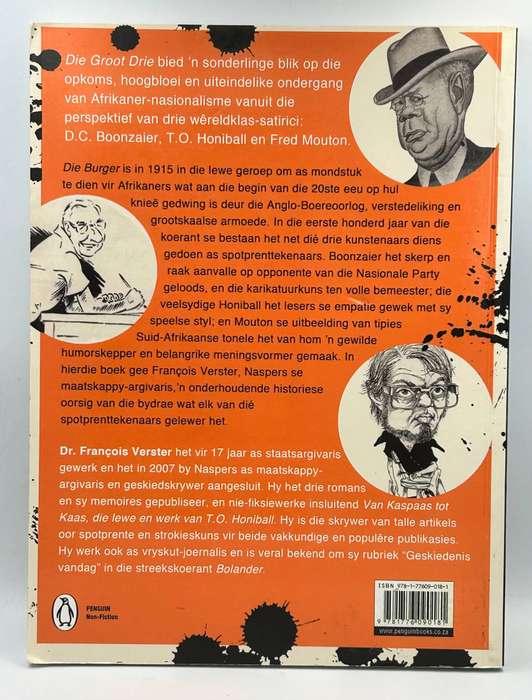 Die Groot Drie bied 'n sonderlinge blik op die
opkoms, hoogbloei en uiteindelike ondergang
van Afrikaner-nasionalisme vanuit die
perspektief van drie wêreldklas-satirici:
D.C. Boonzaier, T.O. Honiball en Fred Mouton.
Die Burger is in 1915 in die lewe geroep om as mondstuk
te dien vir Afrikaners wat aan die begin van die 20ste eeu op hul
knieë gedwing is deur die Anglo-Boereoorlog, verstedeliking en
grootskaalse armoede. In die eerste honderd jaar van die
koerant se bestaan het net dié drie kunstenaars diens
gedoen as spotprenttekenaars. Boonzaier het skerp en
raak aanvalle op opponente van die Nasionale Party
geloods, en die karikatuurkuns ten volle bemeester; die
veelsydige Honiball het lesers se empatie gewek met sy
speelse styl; en Mouton se uitbeelding van tipies
Suid-Afrikaanse tonele het van hom 'n gewilde
humorskepper en belangrike meningsvormer gemaak. In
hierdie boek gee François Verster, Naspers se
maatskappy-argivaris,'n onderhoudende historiese
oorsig van die bydrae wat elk van dié
spotprenttekenaars gelewer het.
Dr. François Verster het vir 17 jaar as staatsargivaris
gewerk en het in 2007 by Naspers as maatskappy-
argivaris en geskiedskrywer aangesluit. Hy het drie romans
en sy memoires gepubliseer, en nie-fiksiewerke insluitend Van Kaspaas tot
Kaas, die lewe en werk van T.O. Honiball. Hy is die skrywer van talle artikels
oor spotprente en strokieskuns vir beide vakkundige en populêre publikasies.
Hy werk ook as vryskut-joernalis en is veral bekend om sy rubriek "Geskiedenis
vandag" in die streekskoerant Bolander.
PENGUIN
Non-Fiction
ISBN 978-1-77609-018-1
9 781776 090181
www.penguinbooks.co.za